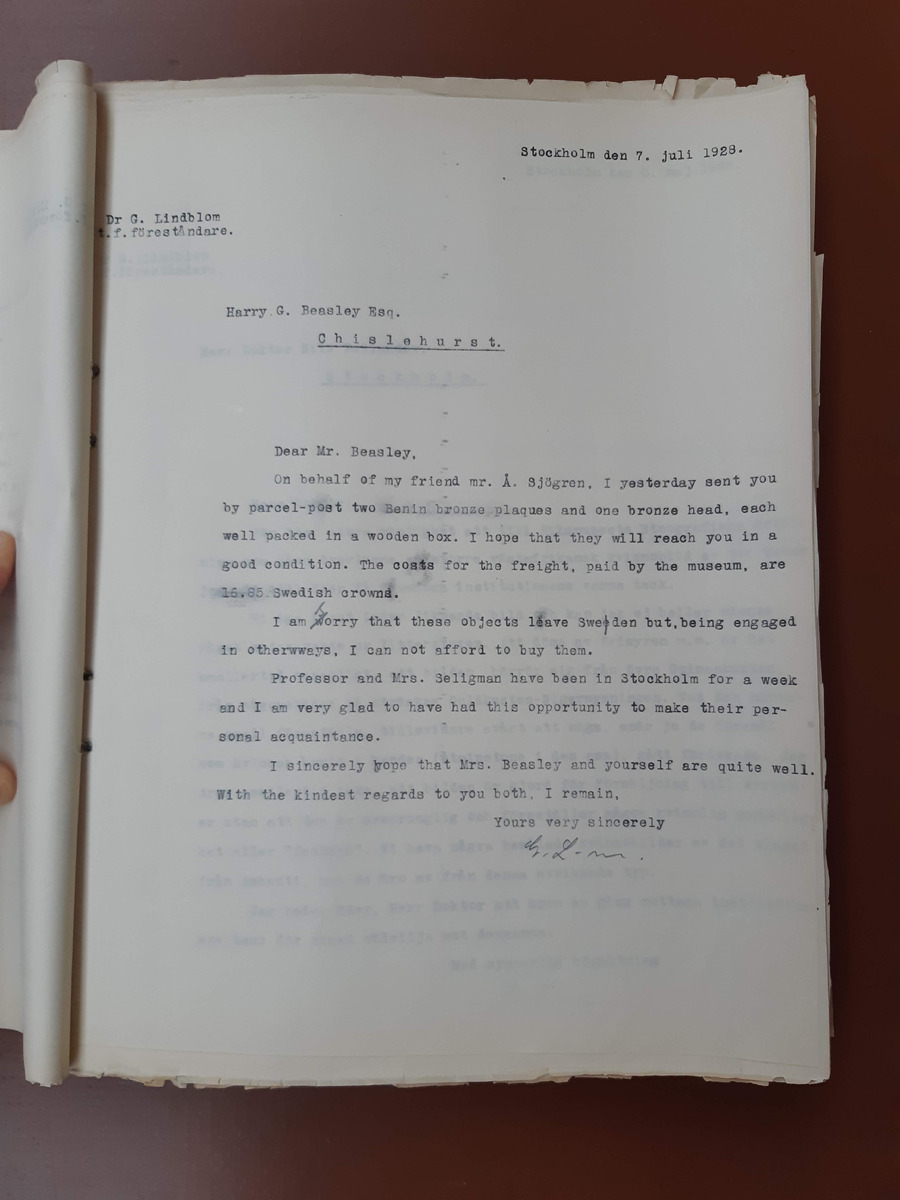 Stockholm den 7. juli 1928.
Dr G. Lindblom
t.f.föreståndare.
Harry G. Beasley Esq.
Chislehurst.
Dear Mr. Beasley,
On behalf of my friend mr. Å. Sjögren, I yesterday sent you
by parcel-post two Benin bronze plaques and one bronze head, each
well packed in a wooden box. I hope that they will reach you in a
good condition. The costs for the freight, paid by the museum, are
16.85 Swedish crowns.
I am sorry that these objects leave Sweden but,being engaged
in otherwways, I can not afford to buy them.
Professor and Mrs. Seligman have been in Stockholm for a week
and I am very glad to have had this opportunity to make their per-
sonal acquaintance.
I sincerely hope that Mrs. Beasley and yourself are quite well.
With the kindest regards to you both, I remain,
Yours very sincerely
G. L-m.